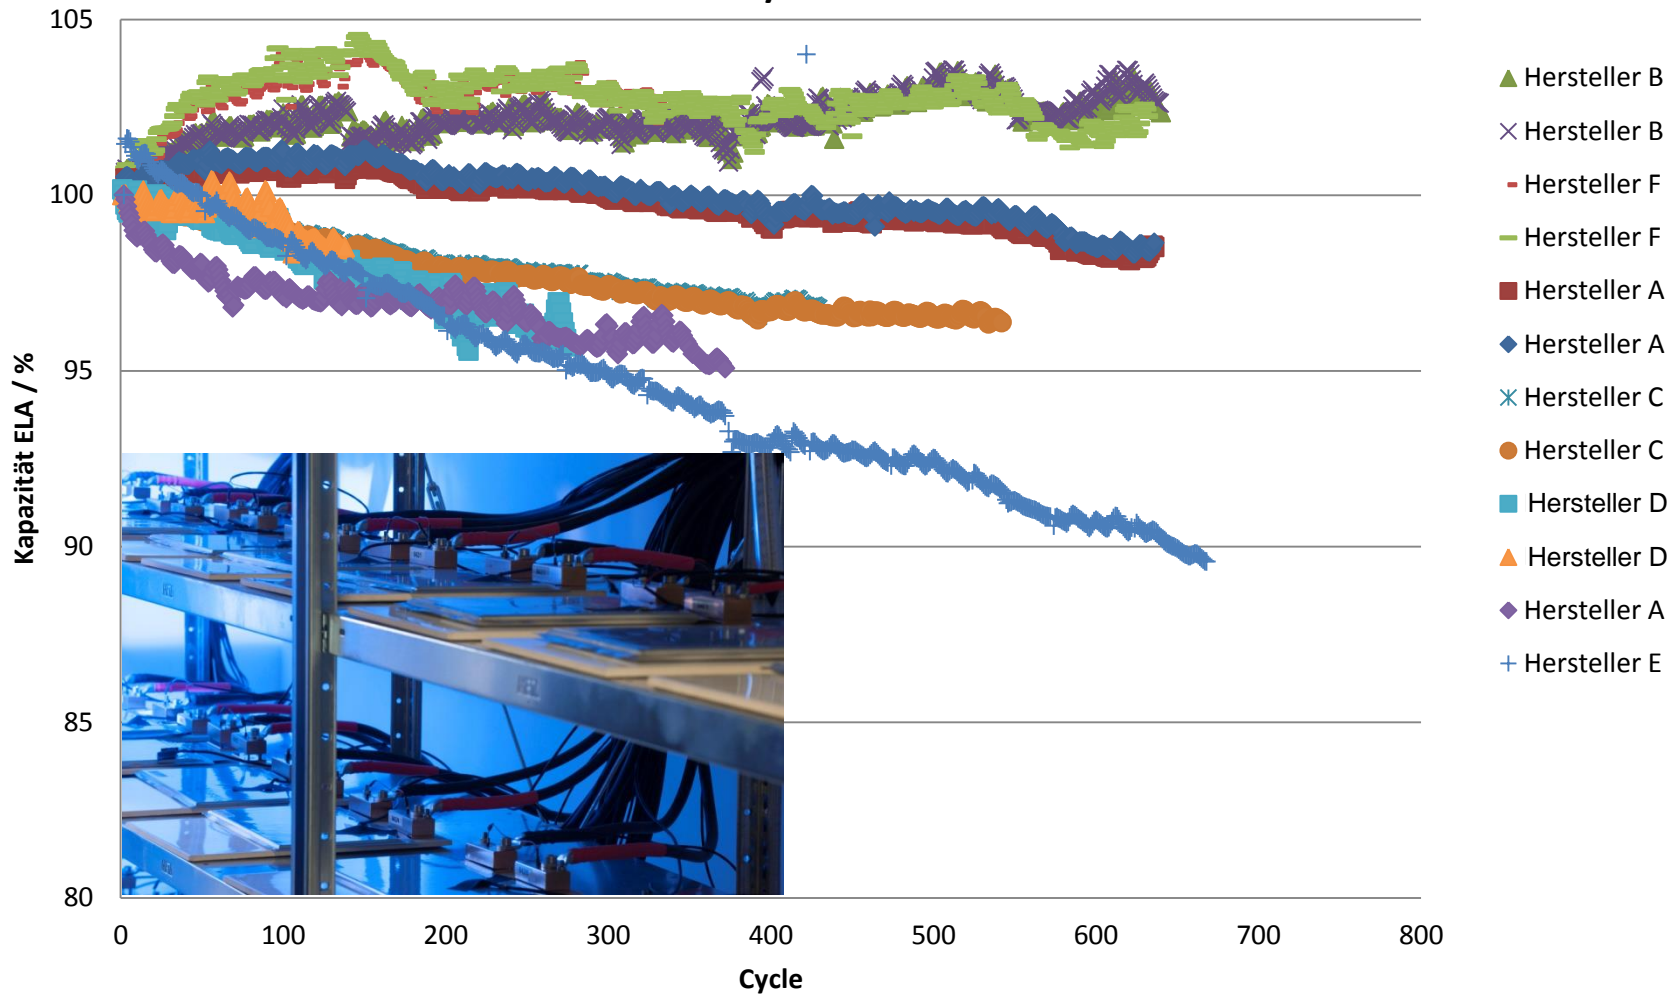 105
100
95
90
85
80
Kapazität ELA / %
0 100 200 300 400 500 600 700 800
Cycle
Hersteller B
Hersteller B
Hersteller F
Hersteller F
Hersteller A
Hersteller A
Hersteller C
Hersteller C
Hersteller D
Hersteller D
Hersteller A
Hersteller E